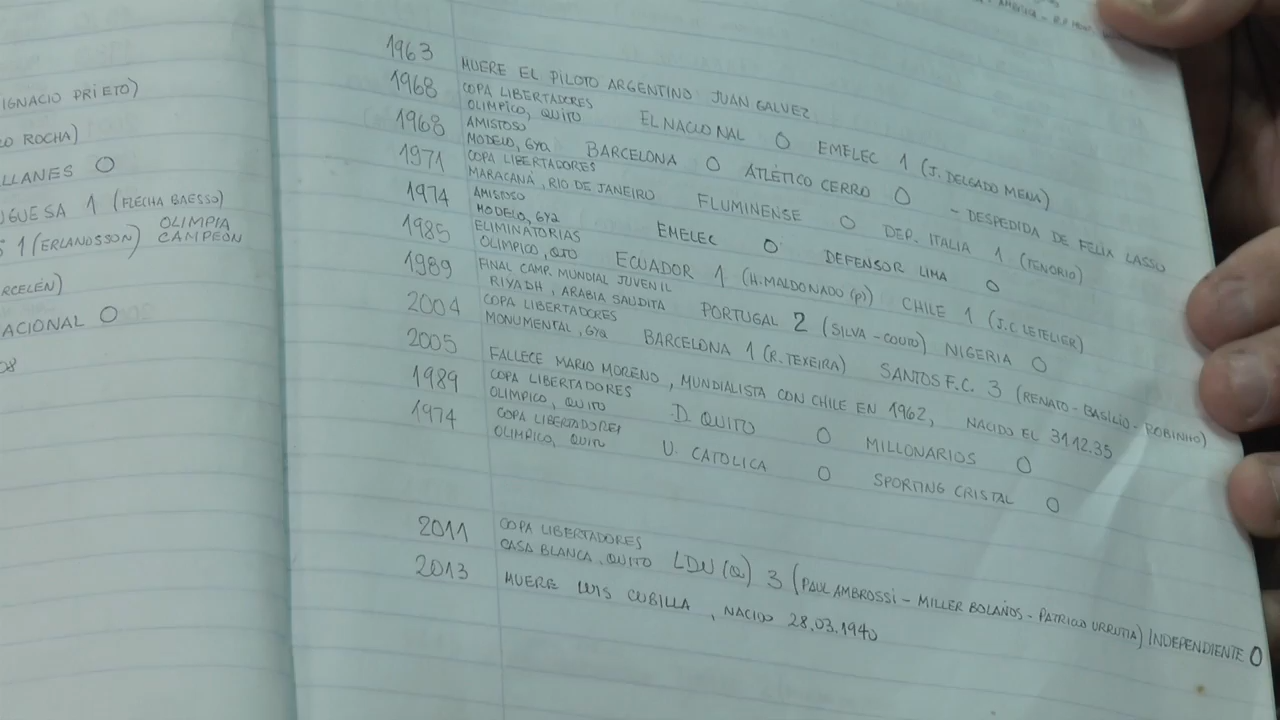 IGNACIO PRIETO)
CO ROCHA)
LLANES 0
UGUESA 1 (FLECHA BAESSO)
1 (ERLANDSSON) OLIMPIA CAMPEÓN
RCELÉN)
ACIONAL 0
08
1963 MUERE EL PILOTO ARGENTINO JUAN GALVEZ
1968 COPA LIBERTADORES
OLIMPICO, QUITO EL NACIONAL 0 EMELEC 1 (J. DELGADO MENA)
1968 AMISTOSO
MODELO, GYQ BARCELONA 0 ATLÉTICO CERRO 0 - DESPEDIDA DE FELIX LASSO
1971 COPA LIBERTADORES
MARACANÁ, RIO DE JANEIRO FLUMINENSE 0 DEP. ITALIA 1 (TENORIO)
1974 AMISTOSO
MODELO, GYQ EMELEC 0 DEFENSOR LIMA 0
1985 ELIMINATORIAS
OLIMPICO, QTO ECUADOR 1 (H. MALDONADO (P) CHILE 1 (J.C. LETELIER)
1989 FINAL CAMP. MUNDIAL JUVENIL
RIYADH, ARABIA SAUDITA PORTUGAL 2 (SILVA - COUTO) NIGERIA 0
2004 COPA LIBERTADORES
MONUMENTAL, GYQ BARCELONA 1 (R. TEXEIRA) SANTOS F.C. 3 (RENATO - BASILIO - ROBINHO)
2005 FALLECE MARIO MORENO, MUNDIALISTA CON CHILE EN 1962, NACIDO EL 31.12.35
1989 COPA LIBERTADORES
OLIMPICO, QUITO D. QUITO 0 MILLONARIOS 0
1974 COPA LIBERTADORES
OLIMPICO, QUITO U. CATOLICA 0 SPORTING CRISTAL 0
2011 COPA LIBERTADORES
CASA BLANCA, QUITO LDU (Q) 3 (PAUL AMBROSSI - MILLER BOLAÑOS - PATRICIO URRUTIA) INDEPENDIENTE 0
2013 MUERE LUIS CUBILLA, NACIDO 28.03.1940